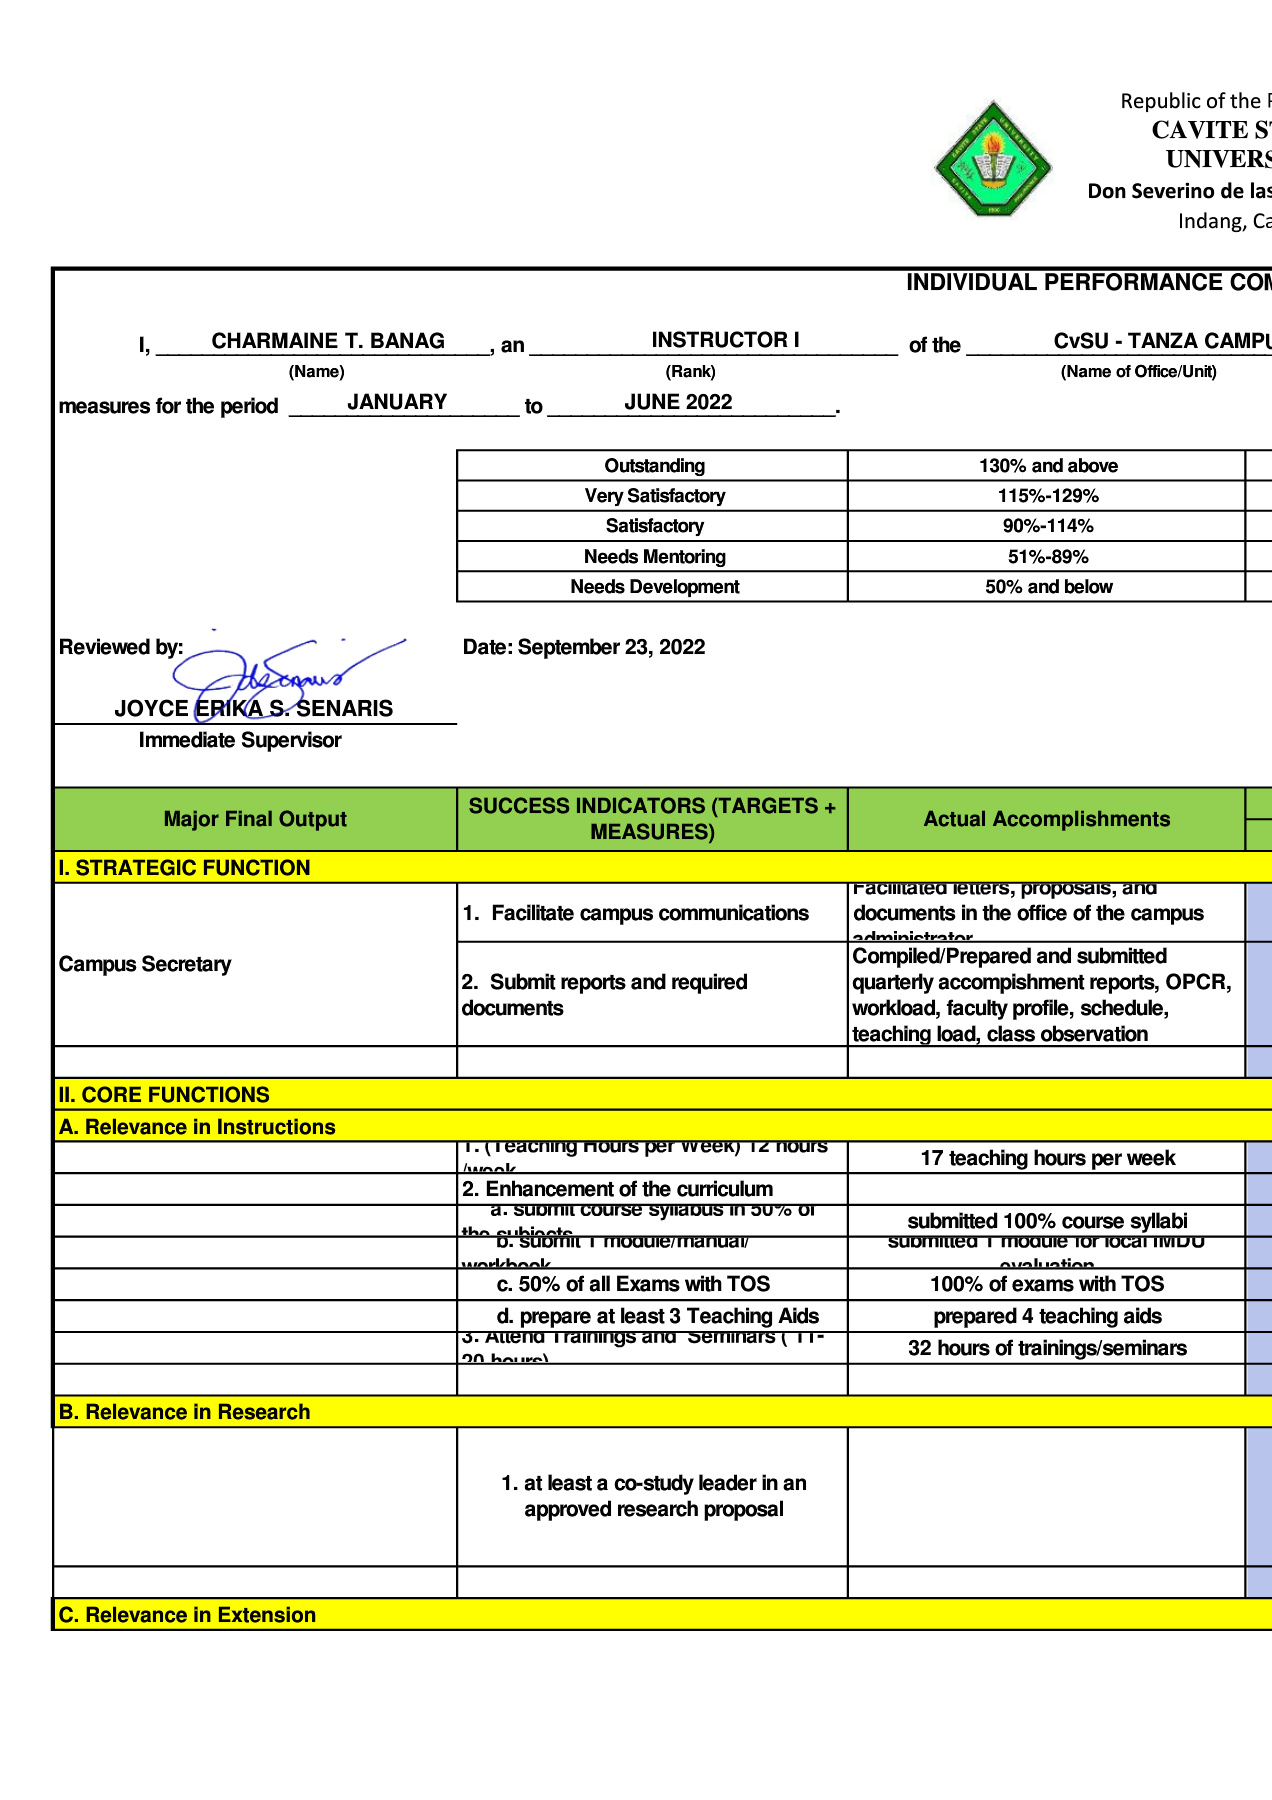 Republic of the
CAVITE
UNIVERS
Don Severino de las
Indang, Ca
INDIVIDUAL PERFORMANCE COM
I, CHARMAINE T. BANAG, an INSTRUCTOR I of the CvSU - TANZA CAMPU
(Name) (Rank) (Name of Office/Unit)
measures for the period JANUARY to JUNE 2022.
Outstanding 130% and above
Very Satisfactory 115%-129%
Satisfactory 90%-114%
Needs Mentoring 51%-89%
Needs Development 50% and below
Reviewed by: Date: September 23, 2022
JOYCE ERIKA S. SENARIS
Immediate Supervisor
Major Final Output
SUCCESS INDICATORS (TARGETS +
MEASURES)
Actual Accomplishments
I. STRATEGIC FUNCTION
Campus Secretary
1. Facilitate campus communications
Facilitated letters, proposals, and
documents in the office of the campus
administrator
2. Submit reports and required
documents
Compiled/Prepared and submitted
quarterly accompishment reports, OPCR,
workload, faculty profile, schedule,
teaching load, class observation
II. CORE FUNCTIONS
A. Relevance in Instructions
1. (Teaching Hours per Week) 12 hours
/week
17 teaching hours per week
2. Enhancement of the curriculum
a. submit course syllabus in 50% of
the subjects
submitted 100% course syllabi
b. submit 1 module/manual/
workbook
submitted 1 module for local IMDU
evaluation
c. 50% of all Exams with TOS
100% of exams with TOS
d. prepare at least 3 Teaching Aids
prepared 4 teaching aids
3. Attend Trainings and Seminars ( 11-
20 hours)
32 hours of trainings/seminars
B. Relevance in Research
1. at least a co-study leader in an
approved research proposal
C. Relevance in Extension